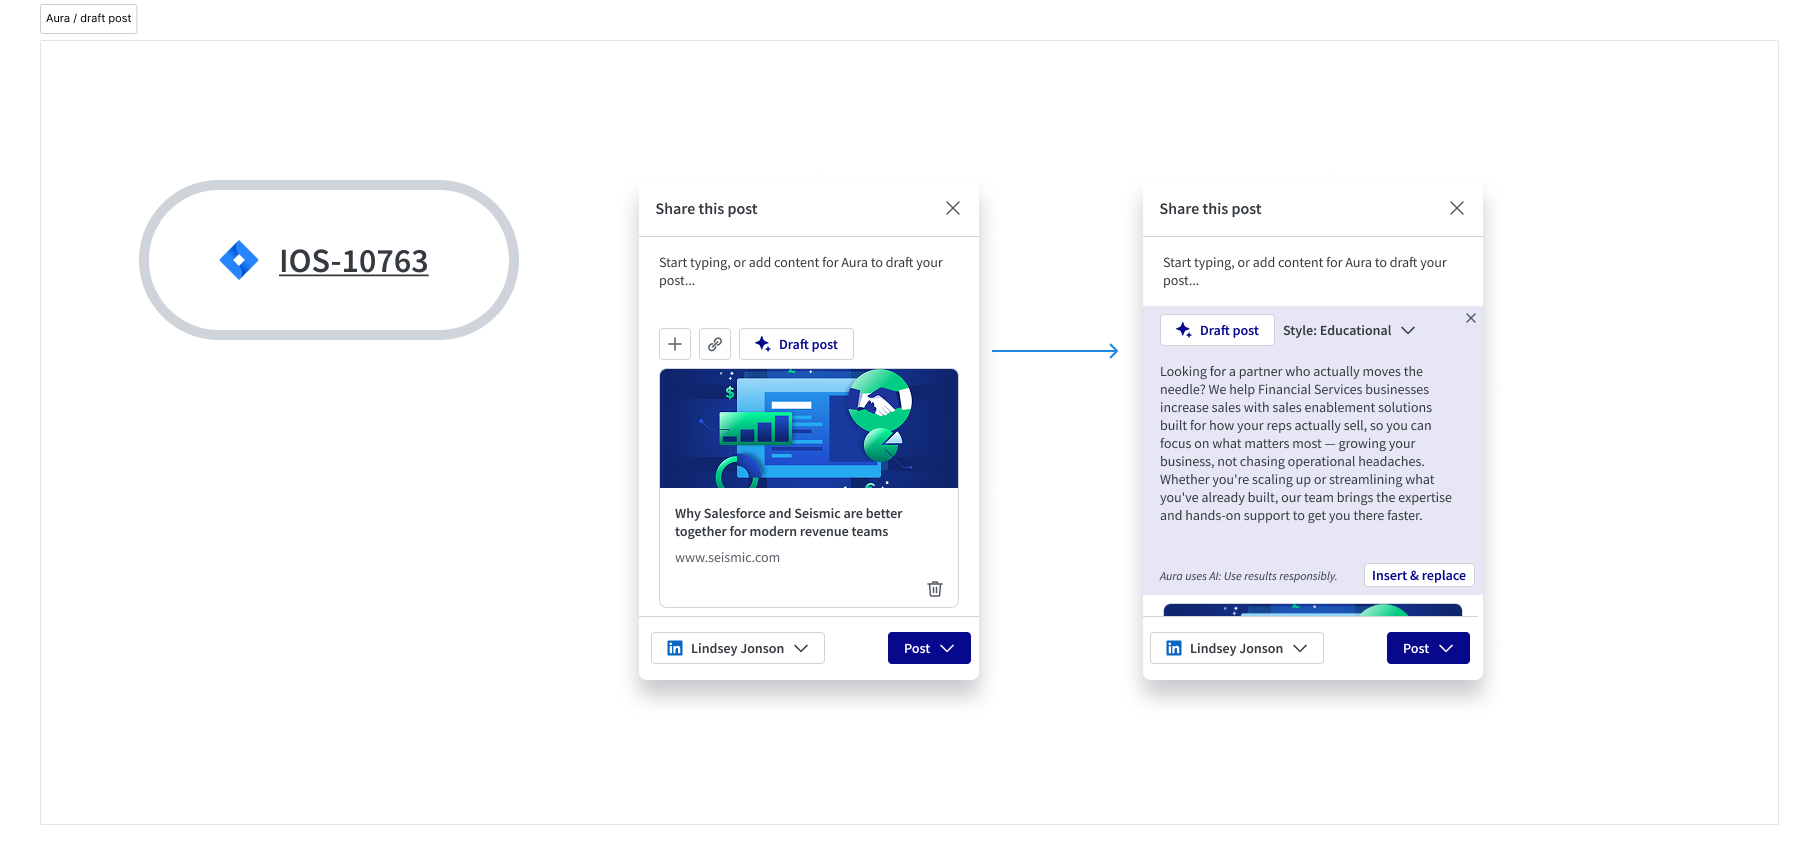 Aura / draft post
IOS-10763
Share this post
Start typing, or add content for Aura to draft your
post...
Draft post
$
Why Salesforce and Seismic are better
together for modern revenue teams
www.seismic.com
in Lindsey Jonson
Post
Share this post
Start typing, or add content for Aura to draft your
post...
Draft post
Style: Educational
Looking for a partner who actually moves the
needle? We help Financial Services businesses
increase sales with sales enablement solutions
built for how your reps actually sell, so you can
focus on what matters most — growing your
business, not chasing operational headaches.
Whether you're scaling up or streamlining what
you've already built, our team brings the expertise
and hands-on support to get you there faster.
Aura uses AI: Use results responsibly.
Insert & replace
in Lindsey Jonson
Post